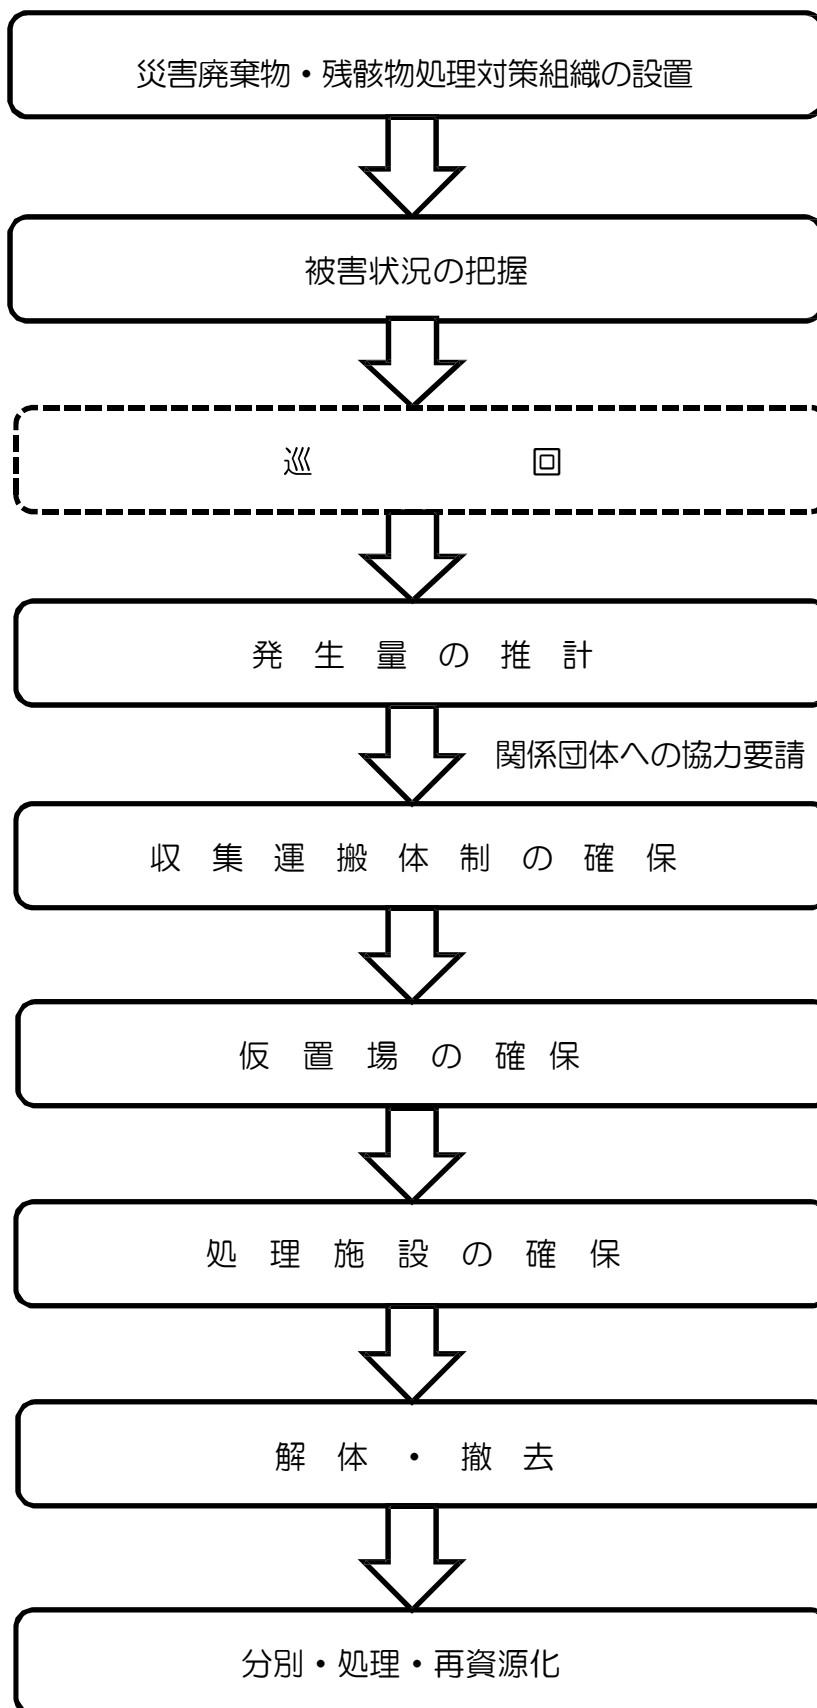 災害廃棄物・残骸物処理対策組織の設置
被害状況の把握
巡　回
発生量の推計
関係団体への協力要請
収集運搬体制の確保
仮置場の確保
処理施設の確保
解体・撤去
分別・処理・再資源化